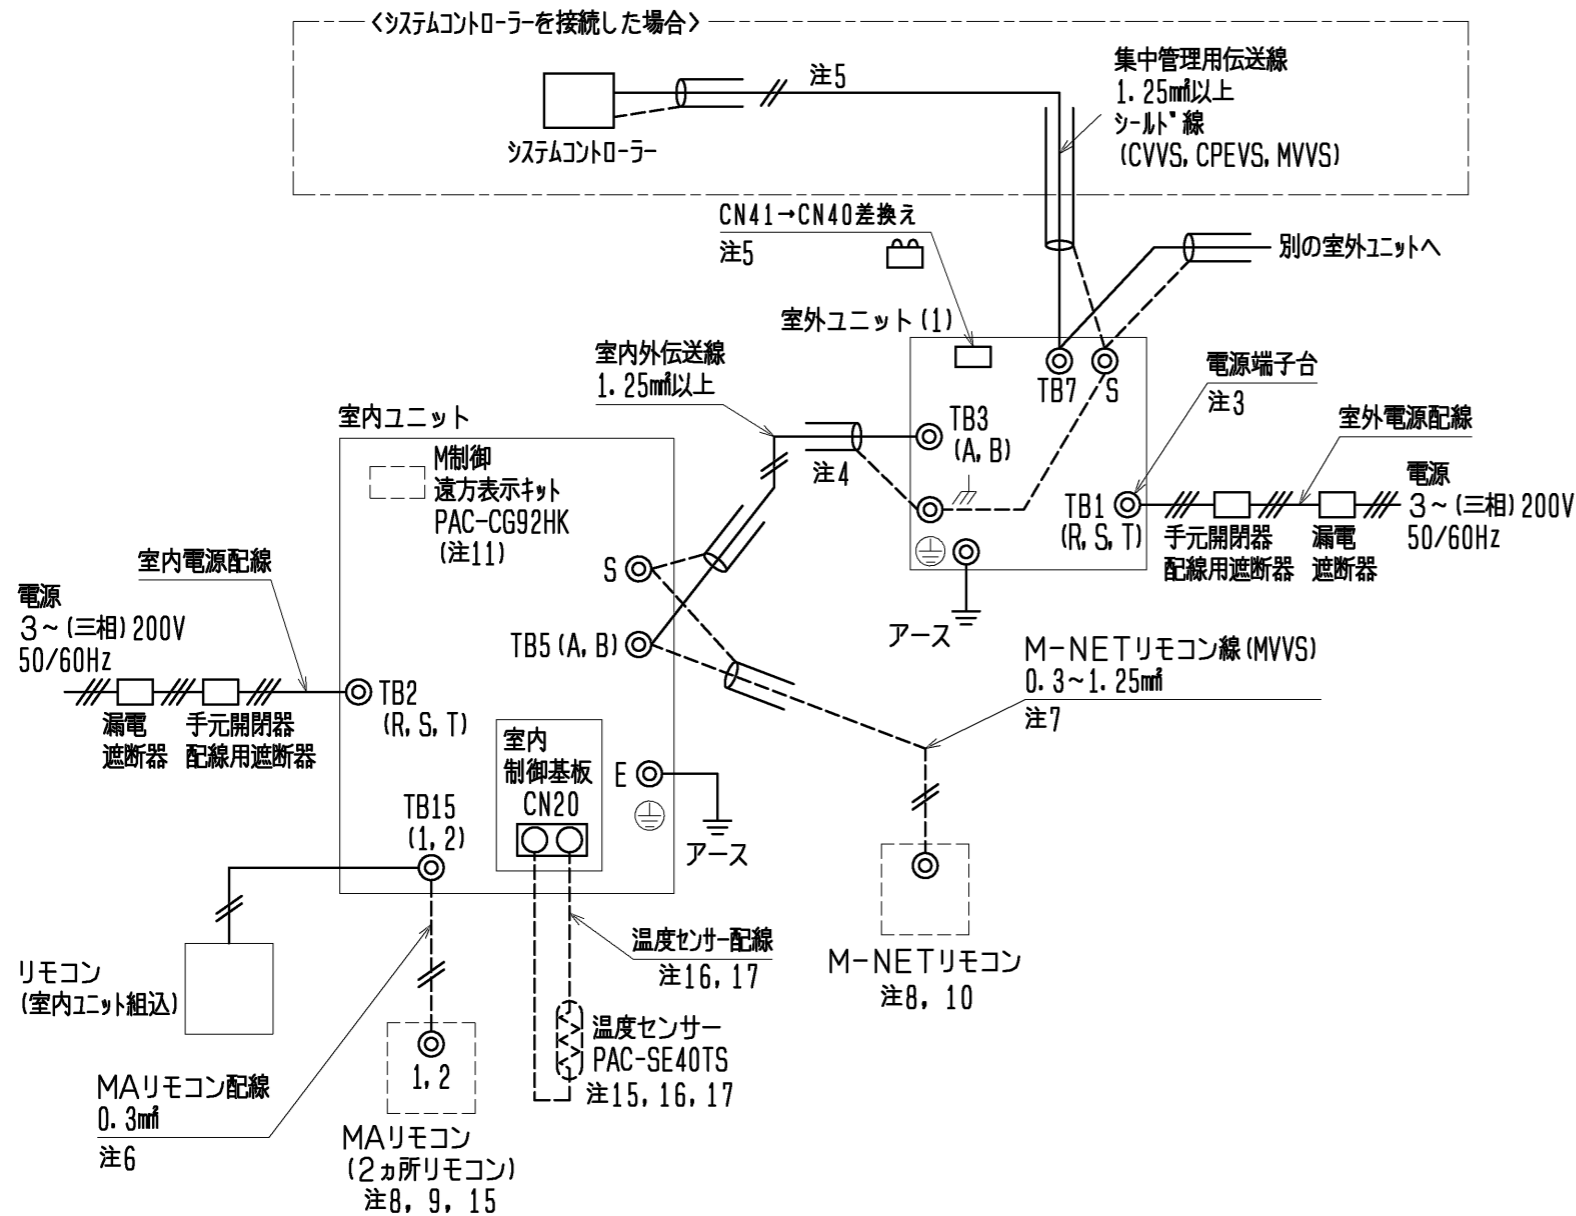 <システムコントローラーを接続した場合>
システムコントローラー
注5
集中管理用伝送線
1.25㎟以上
シールド線
(CVVS, CPEVS, MVVS)
CN41→CN40差換え
注5
別の室外ユニットへ
室外ユニット(1)
TB7
S
電源端子台
注3
室内外伝送線
1.25㎟以上
TB3
(A, B)
注4
室外電源配線
電源
3~(三相)200V
50/60Hz
TB1
(R, S, T)
手元開閉器
配線用遮断器
漏電
遮断器
アース
室内ユニット
M制御
遠方表示キット
PAC-CG92HK
(注11)
S
TB5(A, B)
室内電源配線
電源
3~(三相)200V
50/60Hz
漏電
遮断器
手元開閉器
配線用遮断器
TB2
(R, S, T)
室内
制御基板
CN20
E
アース
M-NETリモコン線(MVVS)
0.3~1.25㎟
注7
TB15
(1, 2)
リモコン
(室内ユニット組込)
温度センサー配線
注16, 17
M-NETリモコン
注8, 10
温度センサー
PAC-SE40TS
注15, 16, 17
1, 2
MAリモコン配線
0.3㎟
注6
MAリモコン
(2ヵ所リモコン)
注8, 9, 15